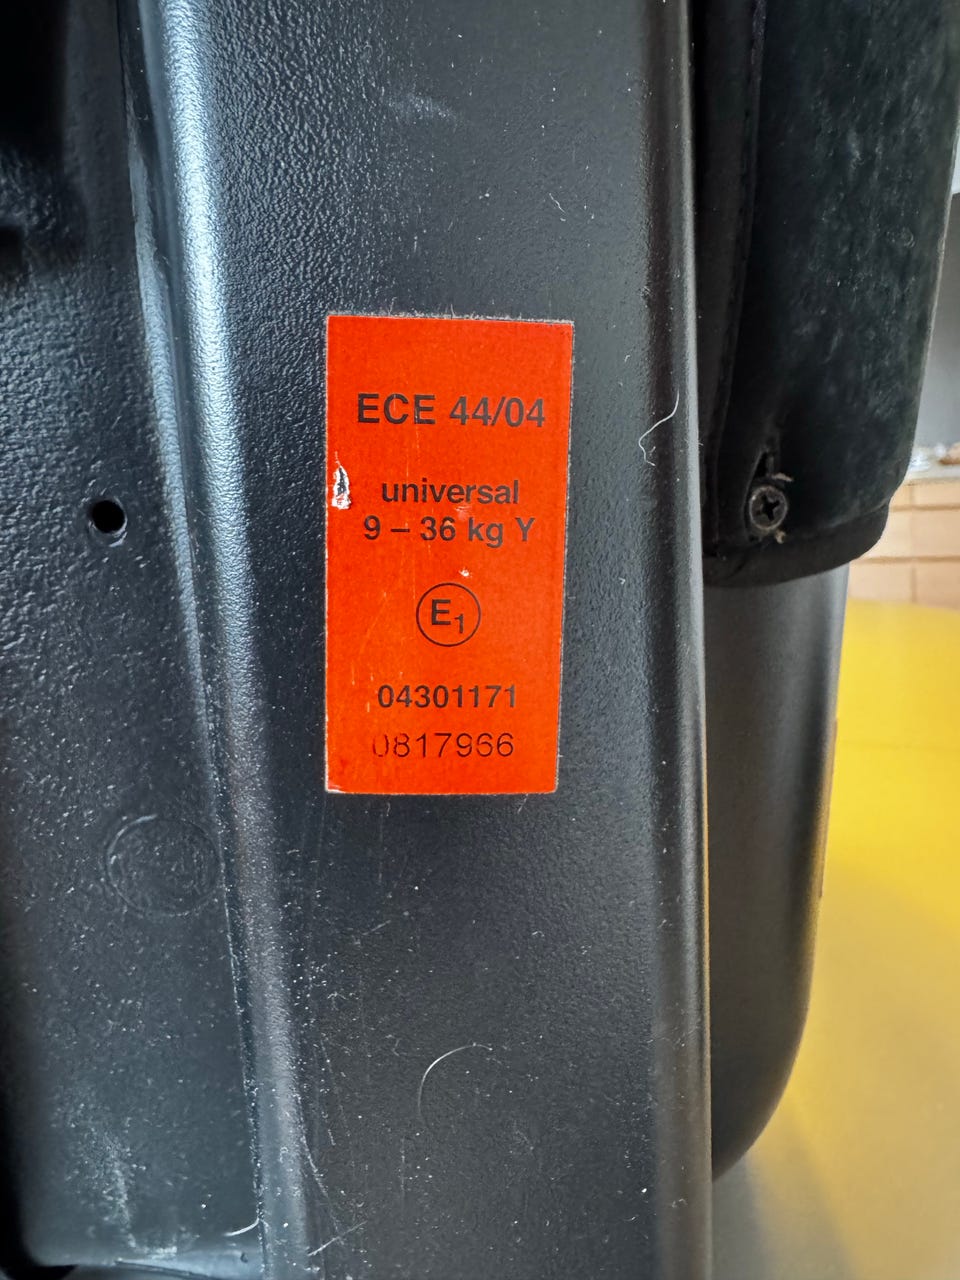 ECE 44/04
universal
9 – 36 kg Y
E1
04301171
0817966